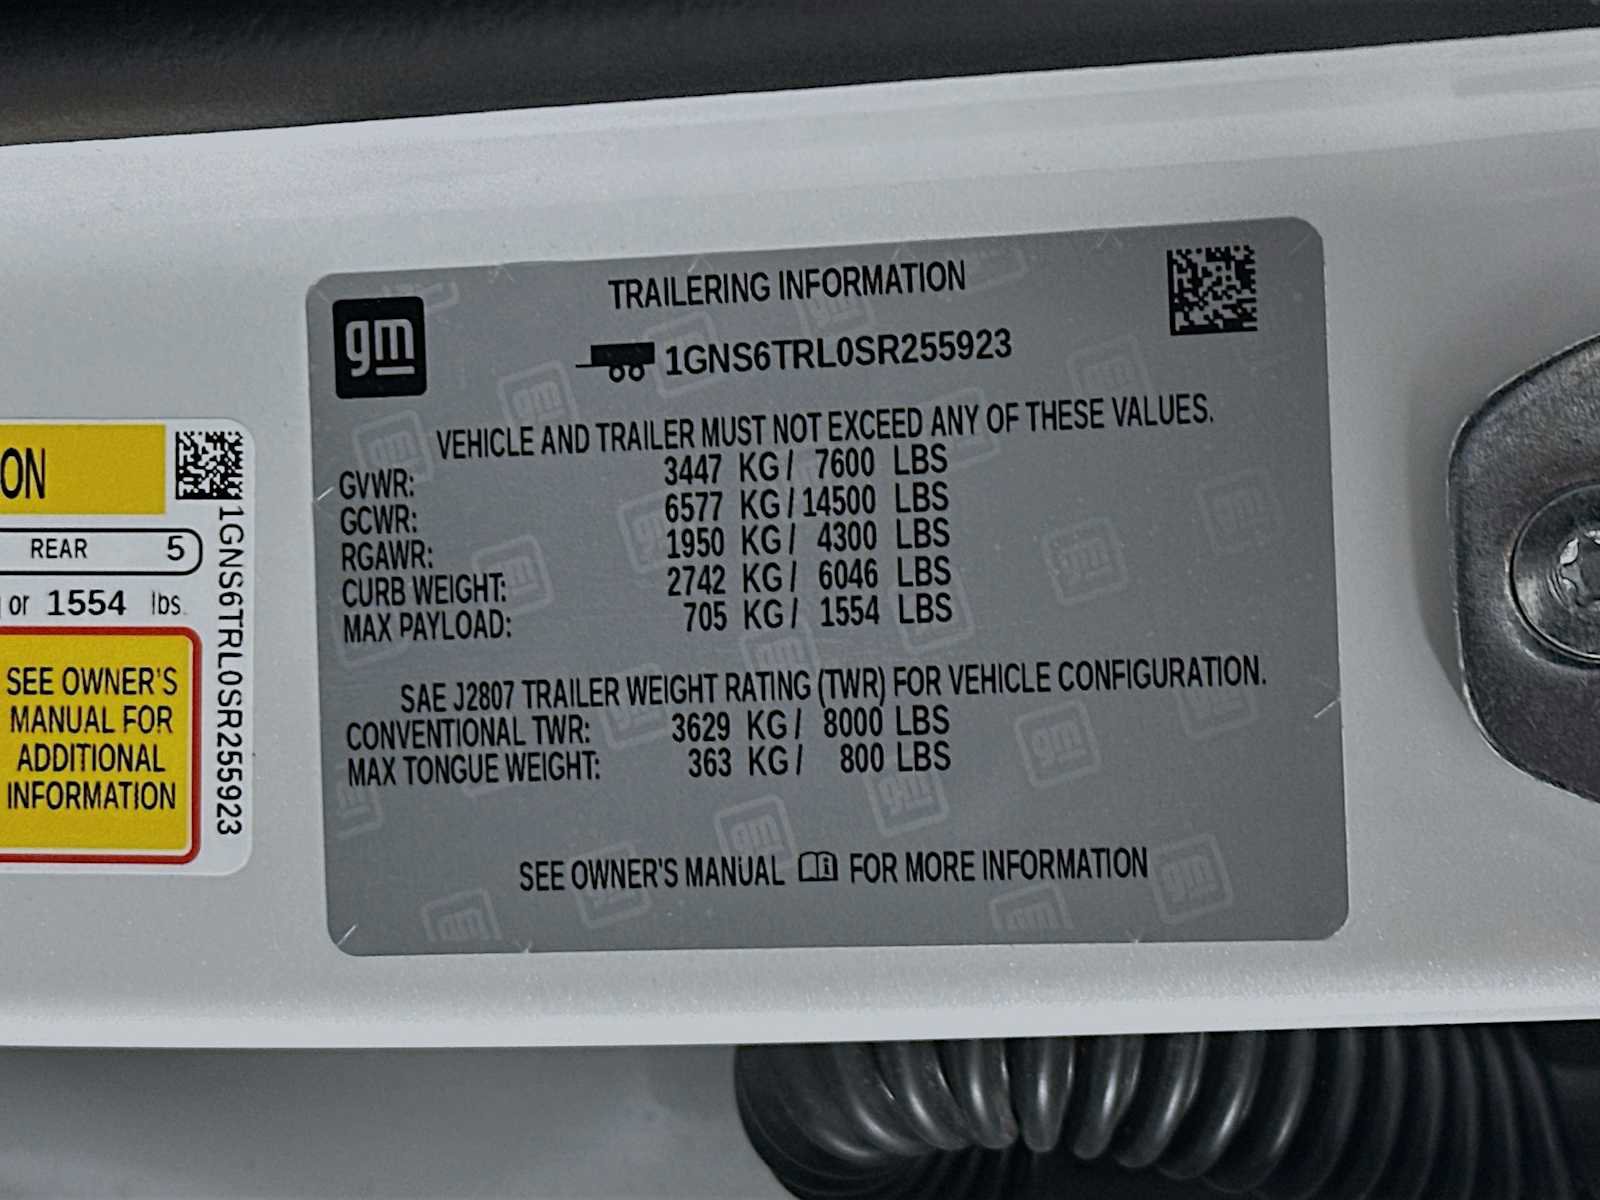 gm
TRAILERING INFORMATION
1GNS6TRL0SR255923
VEHICLE AND TRAILER MUST NOT EXCEED ANY OF THESE VALUES.
GVWR: 3447 KG / 7600 LBS
GCWR: 6577 KG / 14500 LBS
RGAWR: 1950 KG / 4300 LBS
CURB WEIGHT: 2742 KG / 6046 LBS
MAX PAYLOAD: 705 KG / 1554 LBS
SAE J2807 TRAILER WEIGHT RATING (TWR) FOR VEHICLE CONFIGURATION.
CONVENTIONAL TWR: 3629 KG / 8000 LBS
MAX TONGUE WEIGHT: 363 KG / 800 LBS
SEE OWNER'S MANUAL FOR MORE INFORMATION
ON
REAR 5
or 1554 lbs.
SEE OWNER'S
MANUAL FOR
ADDITIONAL
INFORMATION
1GNS6TRL0SR255923